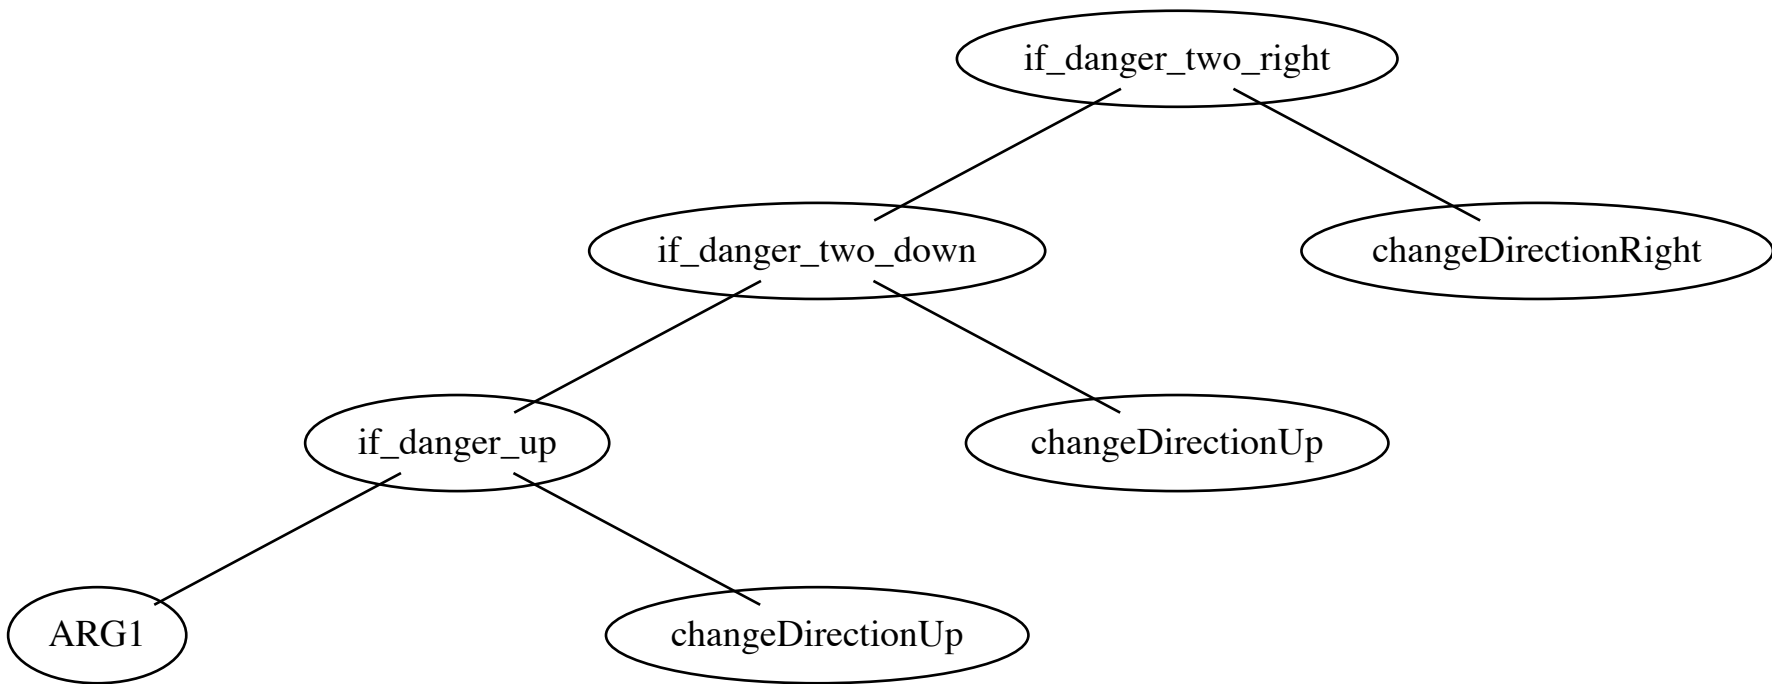 if_danger_two_right
if_danger_two_down
changeDirectionRight
if_danger_up
changeDirectionUp
ARG1
changeDirectionUp